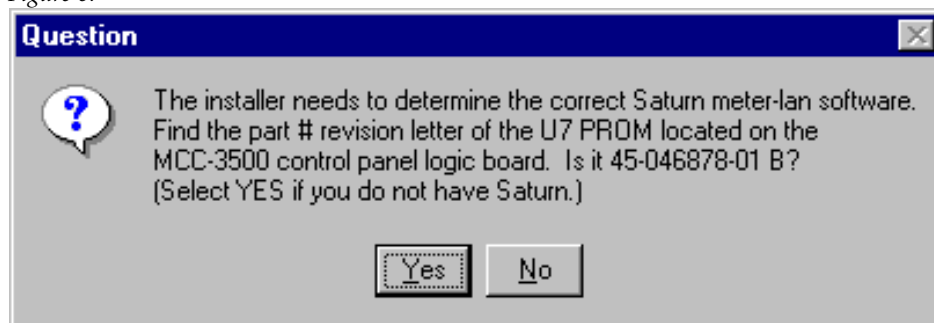 Question
The installer needs to determine the correct Saturn meter-lan software.
Find the part # revision letter of the U7 PROM located on the
MCC-3500 control panel logic board.  Is it 45-046878-01 B?
(Select YES if you do not have Saturn.)
Yes No